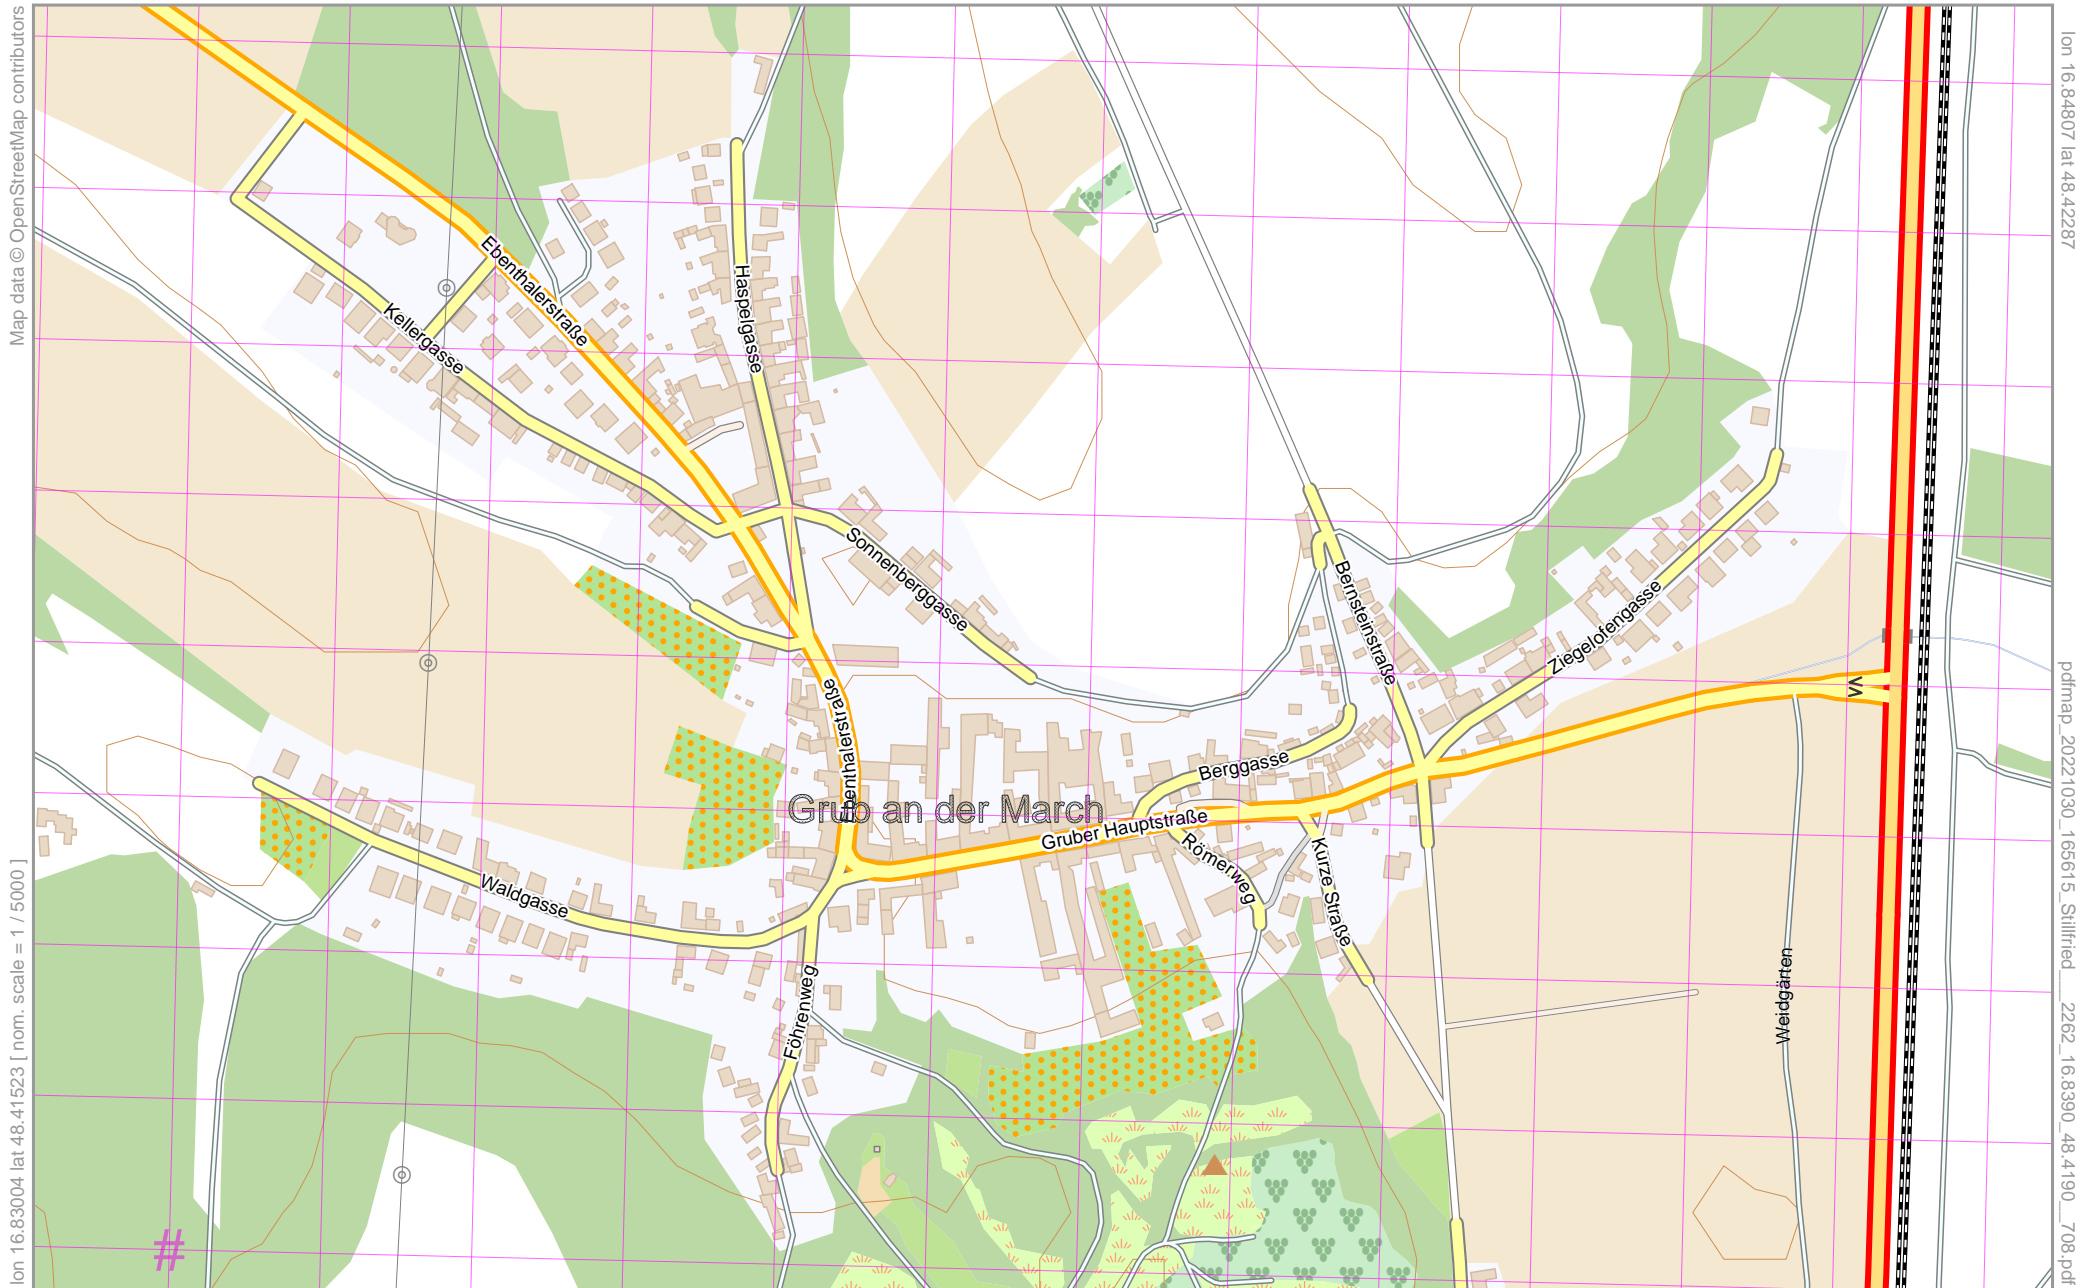 Map data © OpenStreetMap contributors
lon 16.84807 lat 48.42287
Ebenthalerstraße
Haspelgasse
Kellergasse
Sonnenberggasse
Bernsteinstraße
Ziegelofengasse
Ebenthalerstraße
Berggasse
Grub an der March
Gruber Hauptstraße
Römerweg
Kurze Straße
Waldgasse
Föhrenweg
Weidgärten
#
lon 16.83004 lat 48.41523 [ nom. scale = 1 / 5000 ]
pdfmap_20221030_165615_Stillfried___2262_16.8390_48.4190__708.pdf